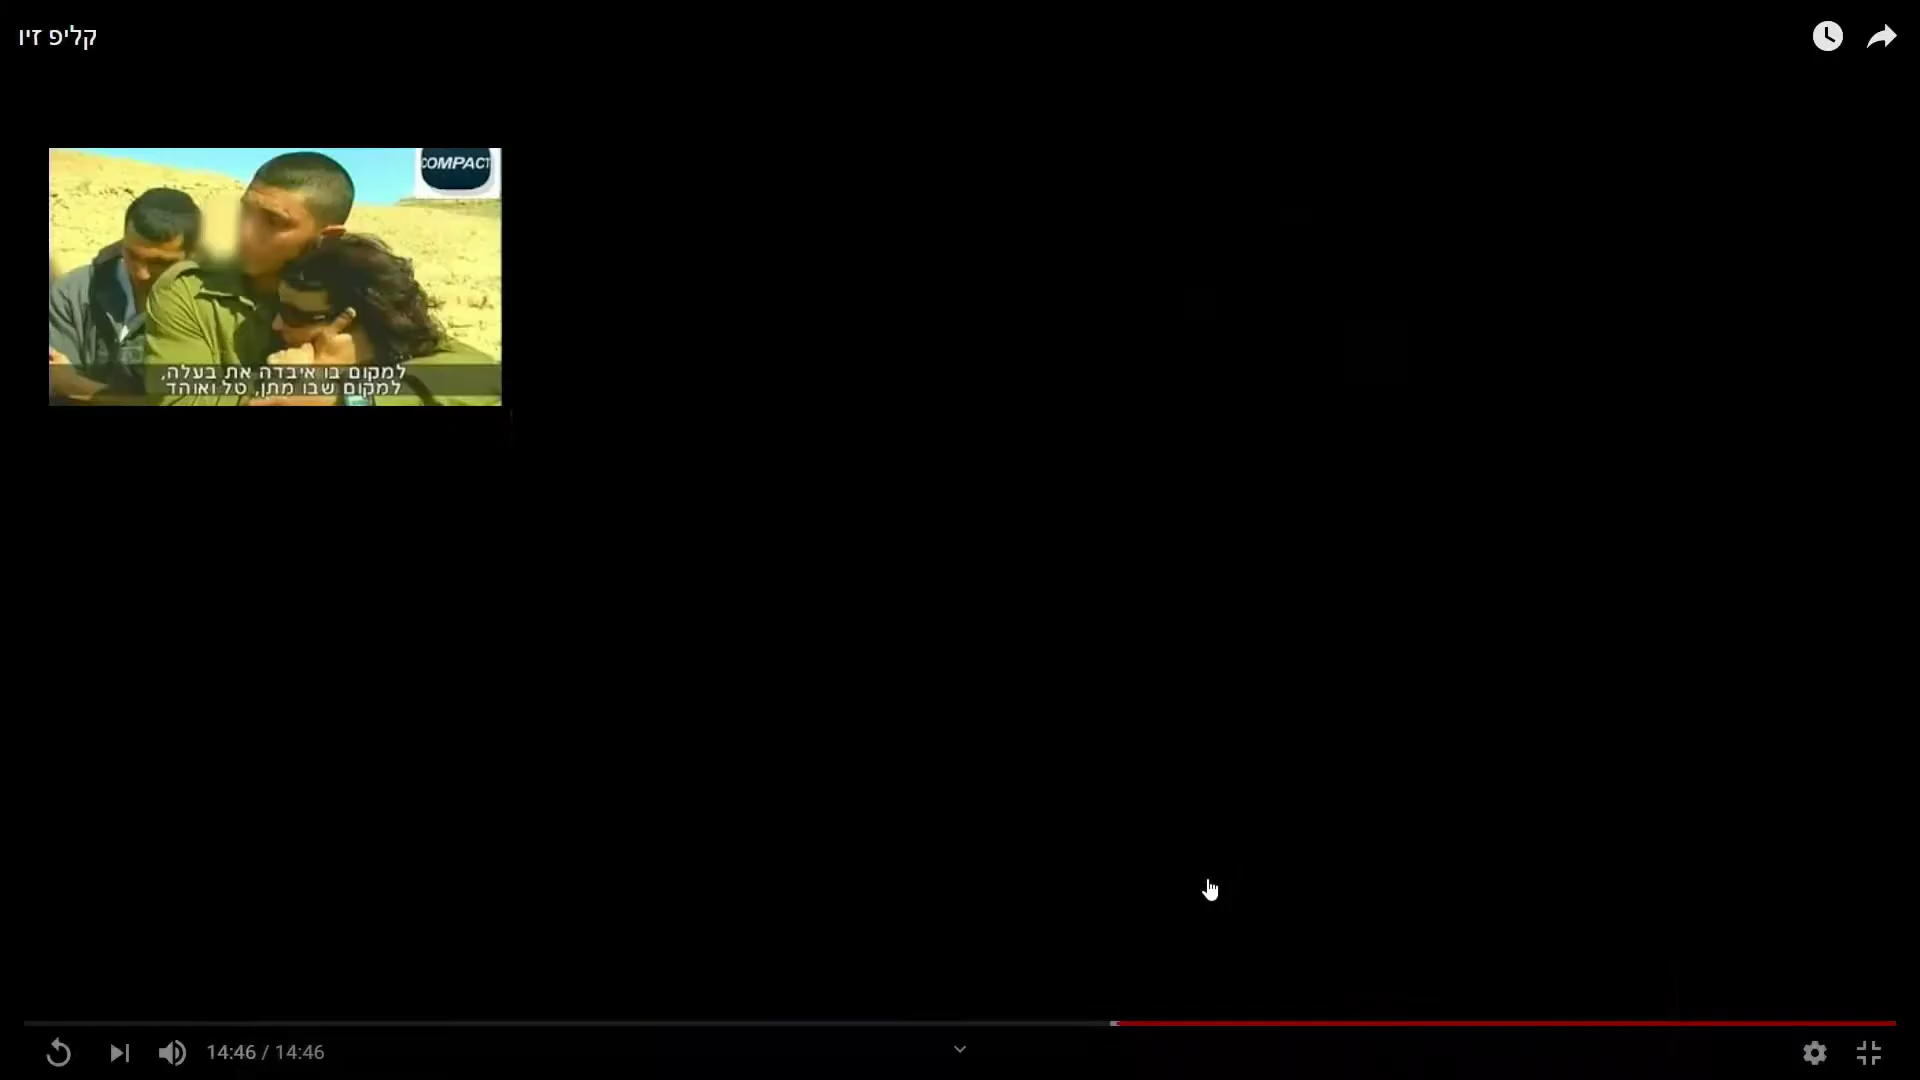 קליפ זיו
COMPACT
למקום בו איבדה את בעלה,
למקום שבו מתן, טל ואוהד
14:46 / 14:46